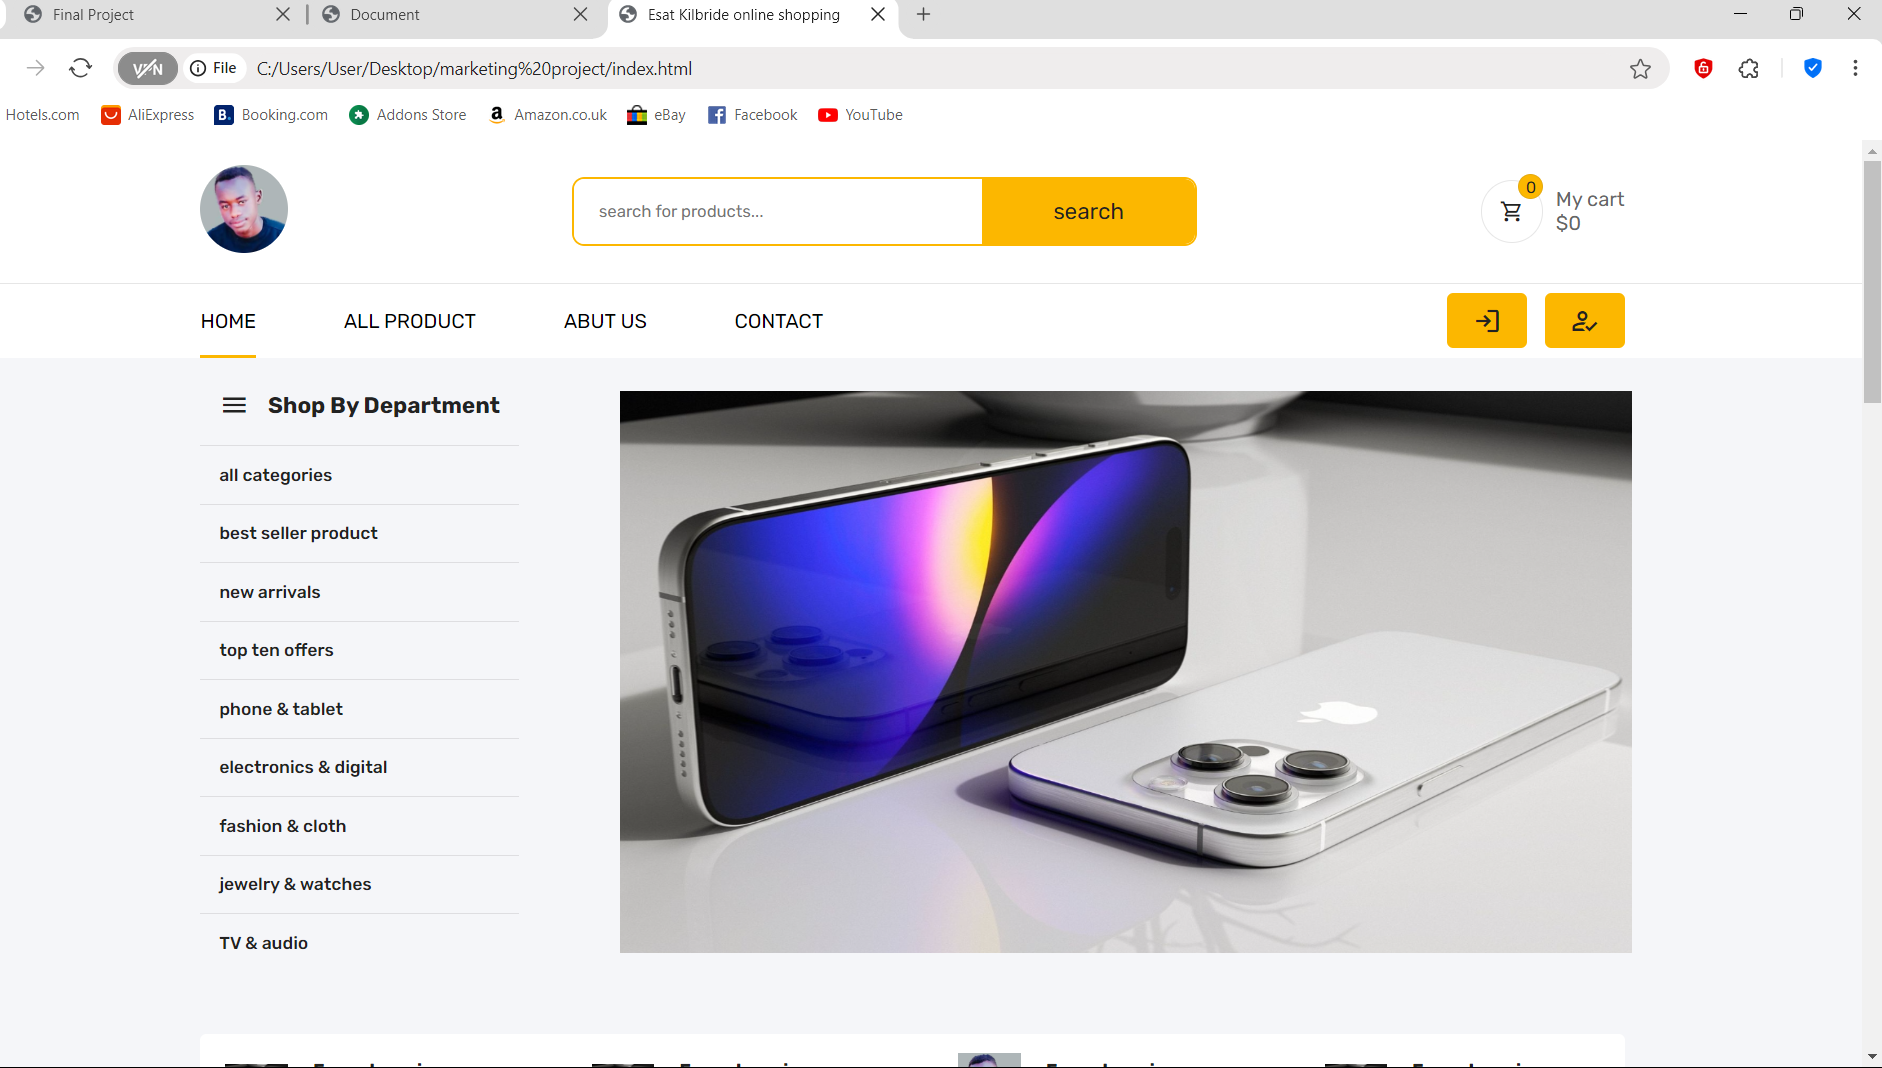 Final Project
Document
Esat Kilbride online shopping
VPN
File
C:/Users/User/Desktop/marketing%20project/index.html
Hotels.com
AliExpress
B.
Booking.com
Addons Store
a
Amazon.co.uk
eBay
Facebook
YouTube
search for products...
search
0
My cart
$0
HOME
ALL PRODUCT
ABUT US
CONTACT
Shop By Department
all categories
best seller product
new arrivals
top ten offers
phone & tablet
electronics & digital
fashion & cloth
jewelry & watches
TV & audio